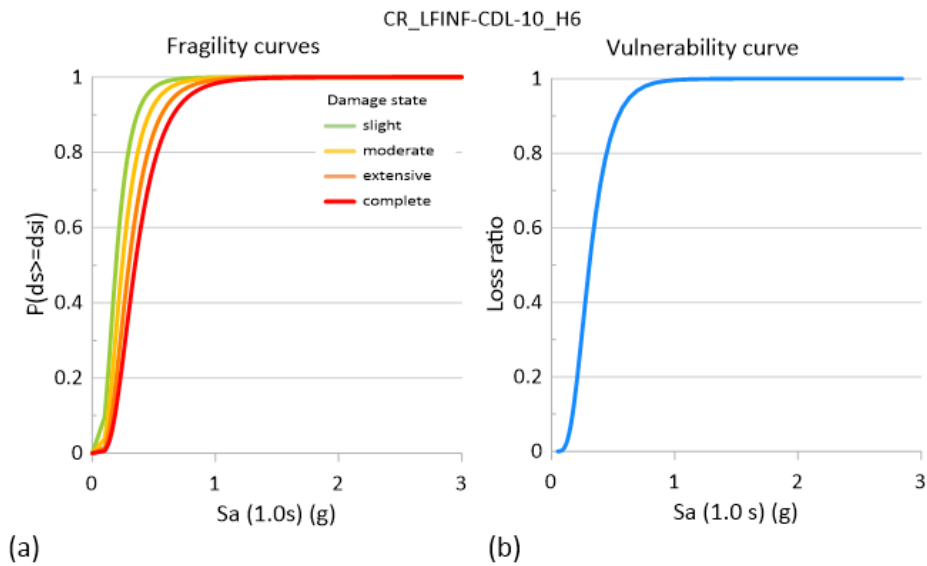 CR_LFINF-CDL-10_H6
Fragility curves
P(ds>=dsi)
1
0.8
0.6
0.4
0.2
0
Damage state
slight
moderate
extensive
complete
0 1 2 3
Sa (1.0s) (g)
(a)
Vulnerability curve
Loss ratio
1
0.8
0.6
0.4
0.2
0
0 1 2 3
Sa (1.0 s) (g)
(b)